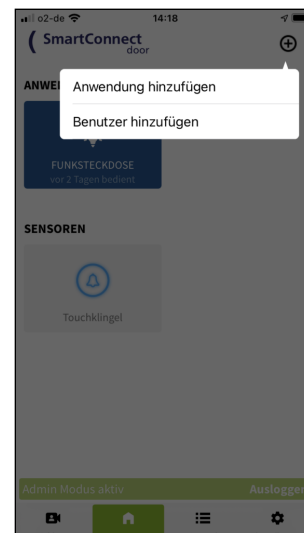 o2-de 14:18
SmartConnect
door
ANWE
Anwendung hinzufügen
Benutzer hinzufügen
FUNKSTECKDOSE
vor 2 Tagen bedient
SENSOREN
Touchklingel
Admin Modus aktiv Ausloggen